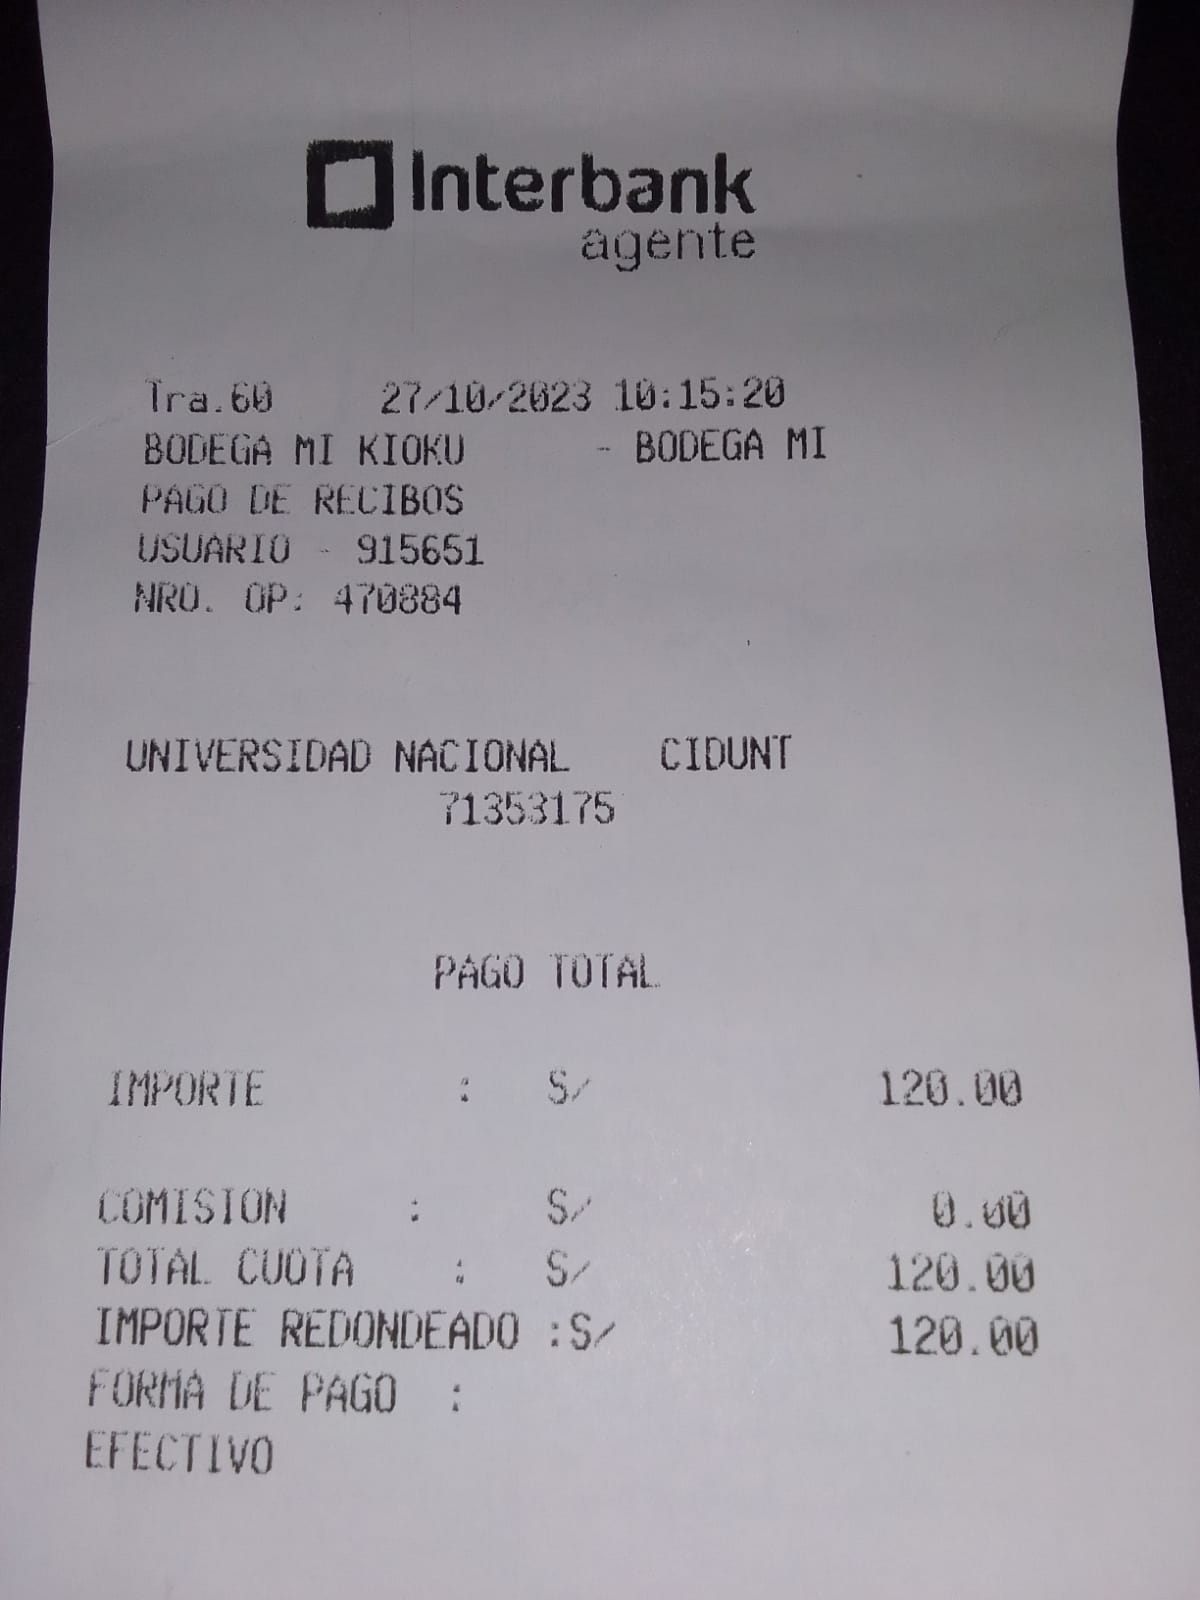 Interbank
agente
Tra.60 27/10/2023 10:15:20
BODEGA MI KIOKU - BODEGA MI
PAGO DE RECIBOS
USUARIO - 915651
NRO. OP: 470884
UNIVERSIDAD NACIONAL CIDUNT
71353175
PAGO TOTAL
IMPORTE : S/ 120.00
COMISION : S/ 0.00
TOTAL CUOTA : S/ 120.00
IMPORTE REDONDEADO :S/ 120.00
FORMA DE PAGO :
EFECTIVO